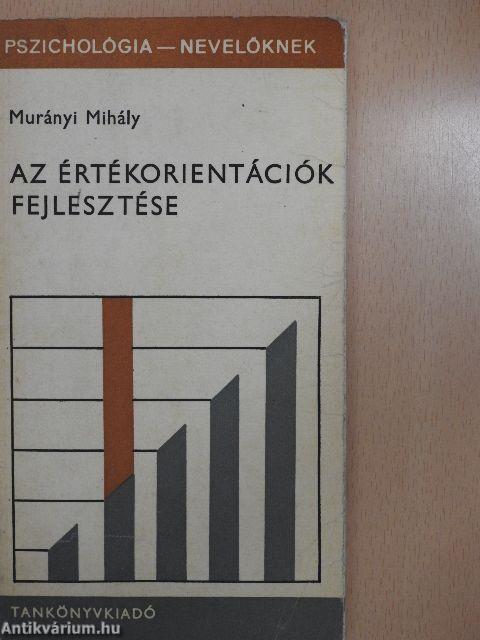 PSZICHOLÓGIA — NEVELŐKNEK
Murányi Mihály
AZ ÉRTÉKORIENTÁCIÓK
FEJLESZTÉSE
TANKÖNYVKIADÓ
Antikvárium.hu